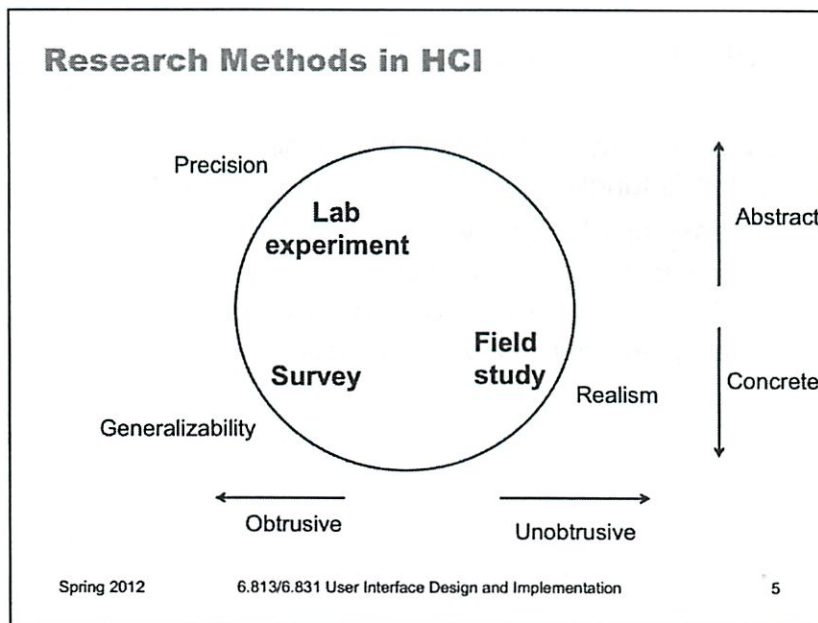 Research Methods in HCI
Precision
Lab
experiment
Abstract
Field
study
Survey
Realism
Concrete
Generalizability
Obtrusive
Unobtrusive
Spring 2012
6.813/6.831 User Interface Design and Implementation
5